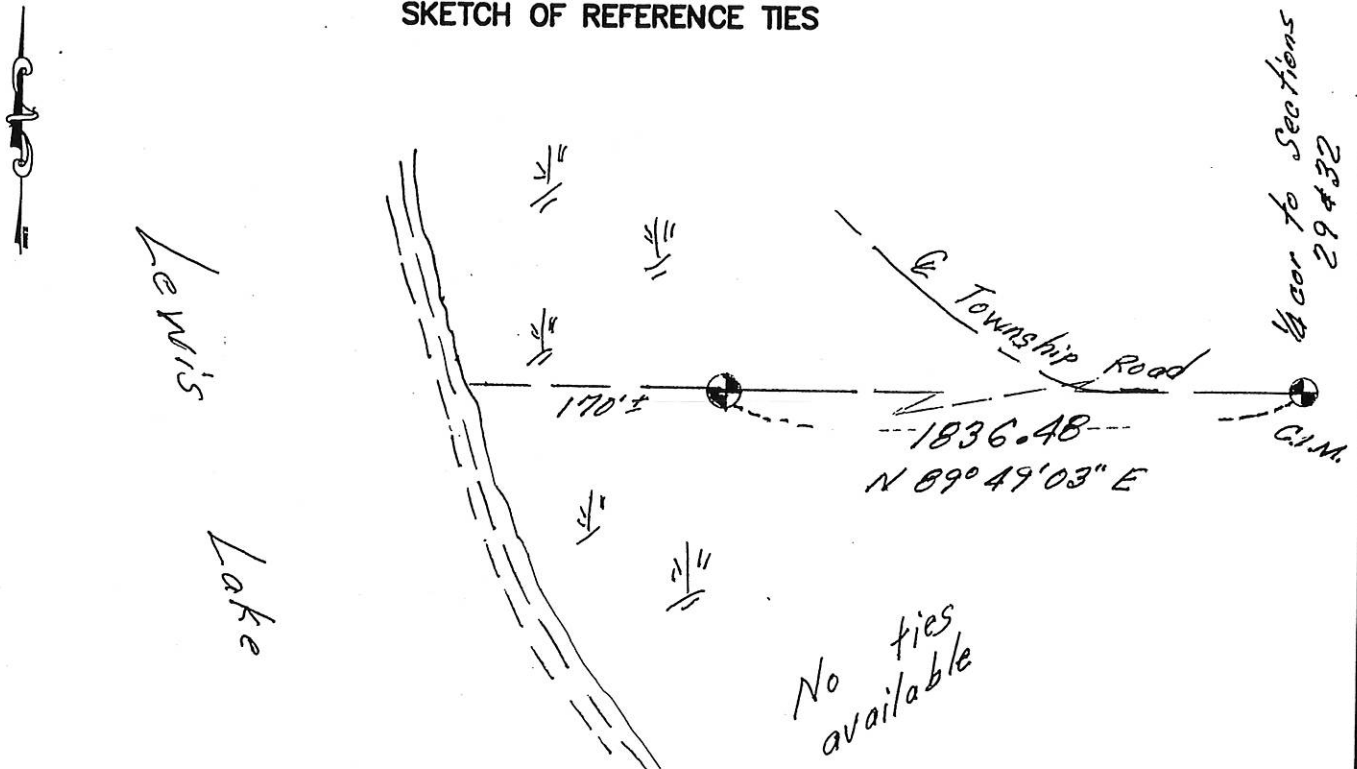 SKETCH OF REFERENCE TIES
1/4 cor to Sections
29 & 32
Lewis
Lake
℄ Township Road
170'±
1836.48
N 89° 49' 03" E
C.I.M.
No ties
available